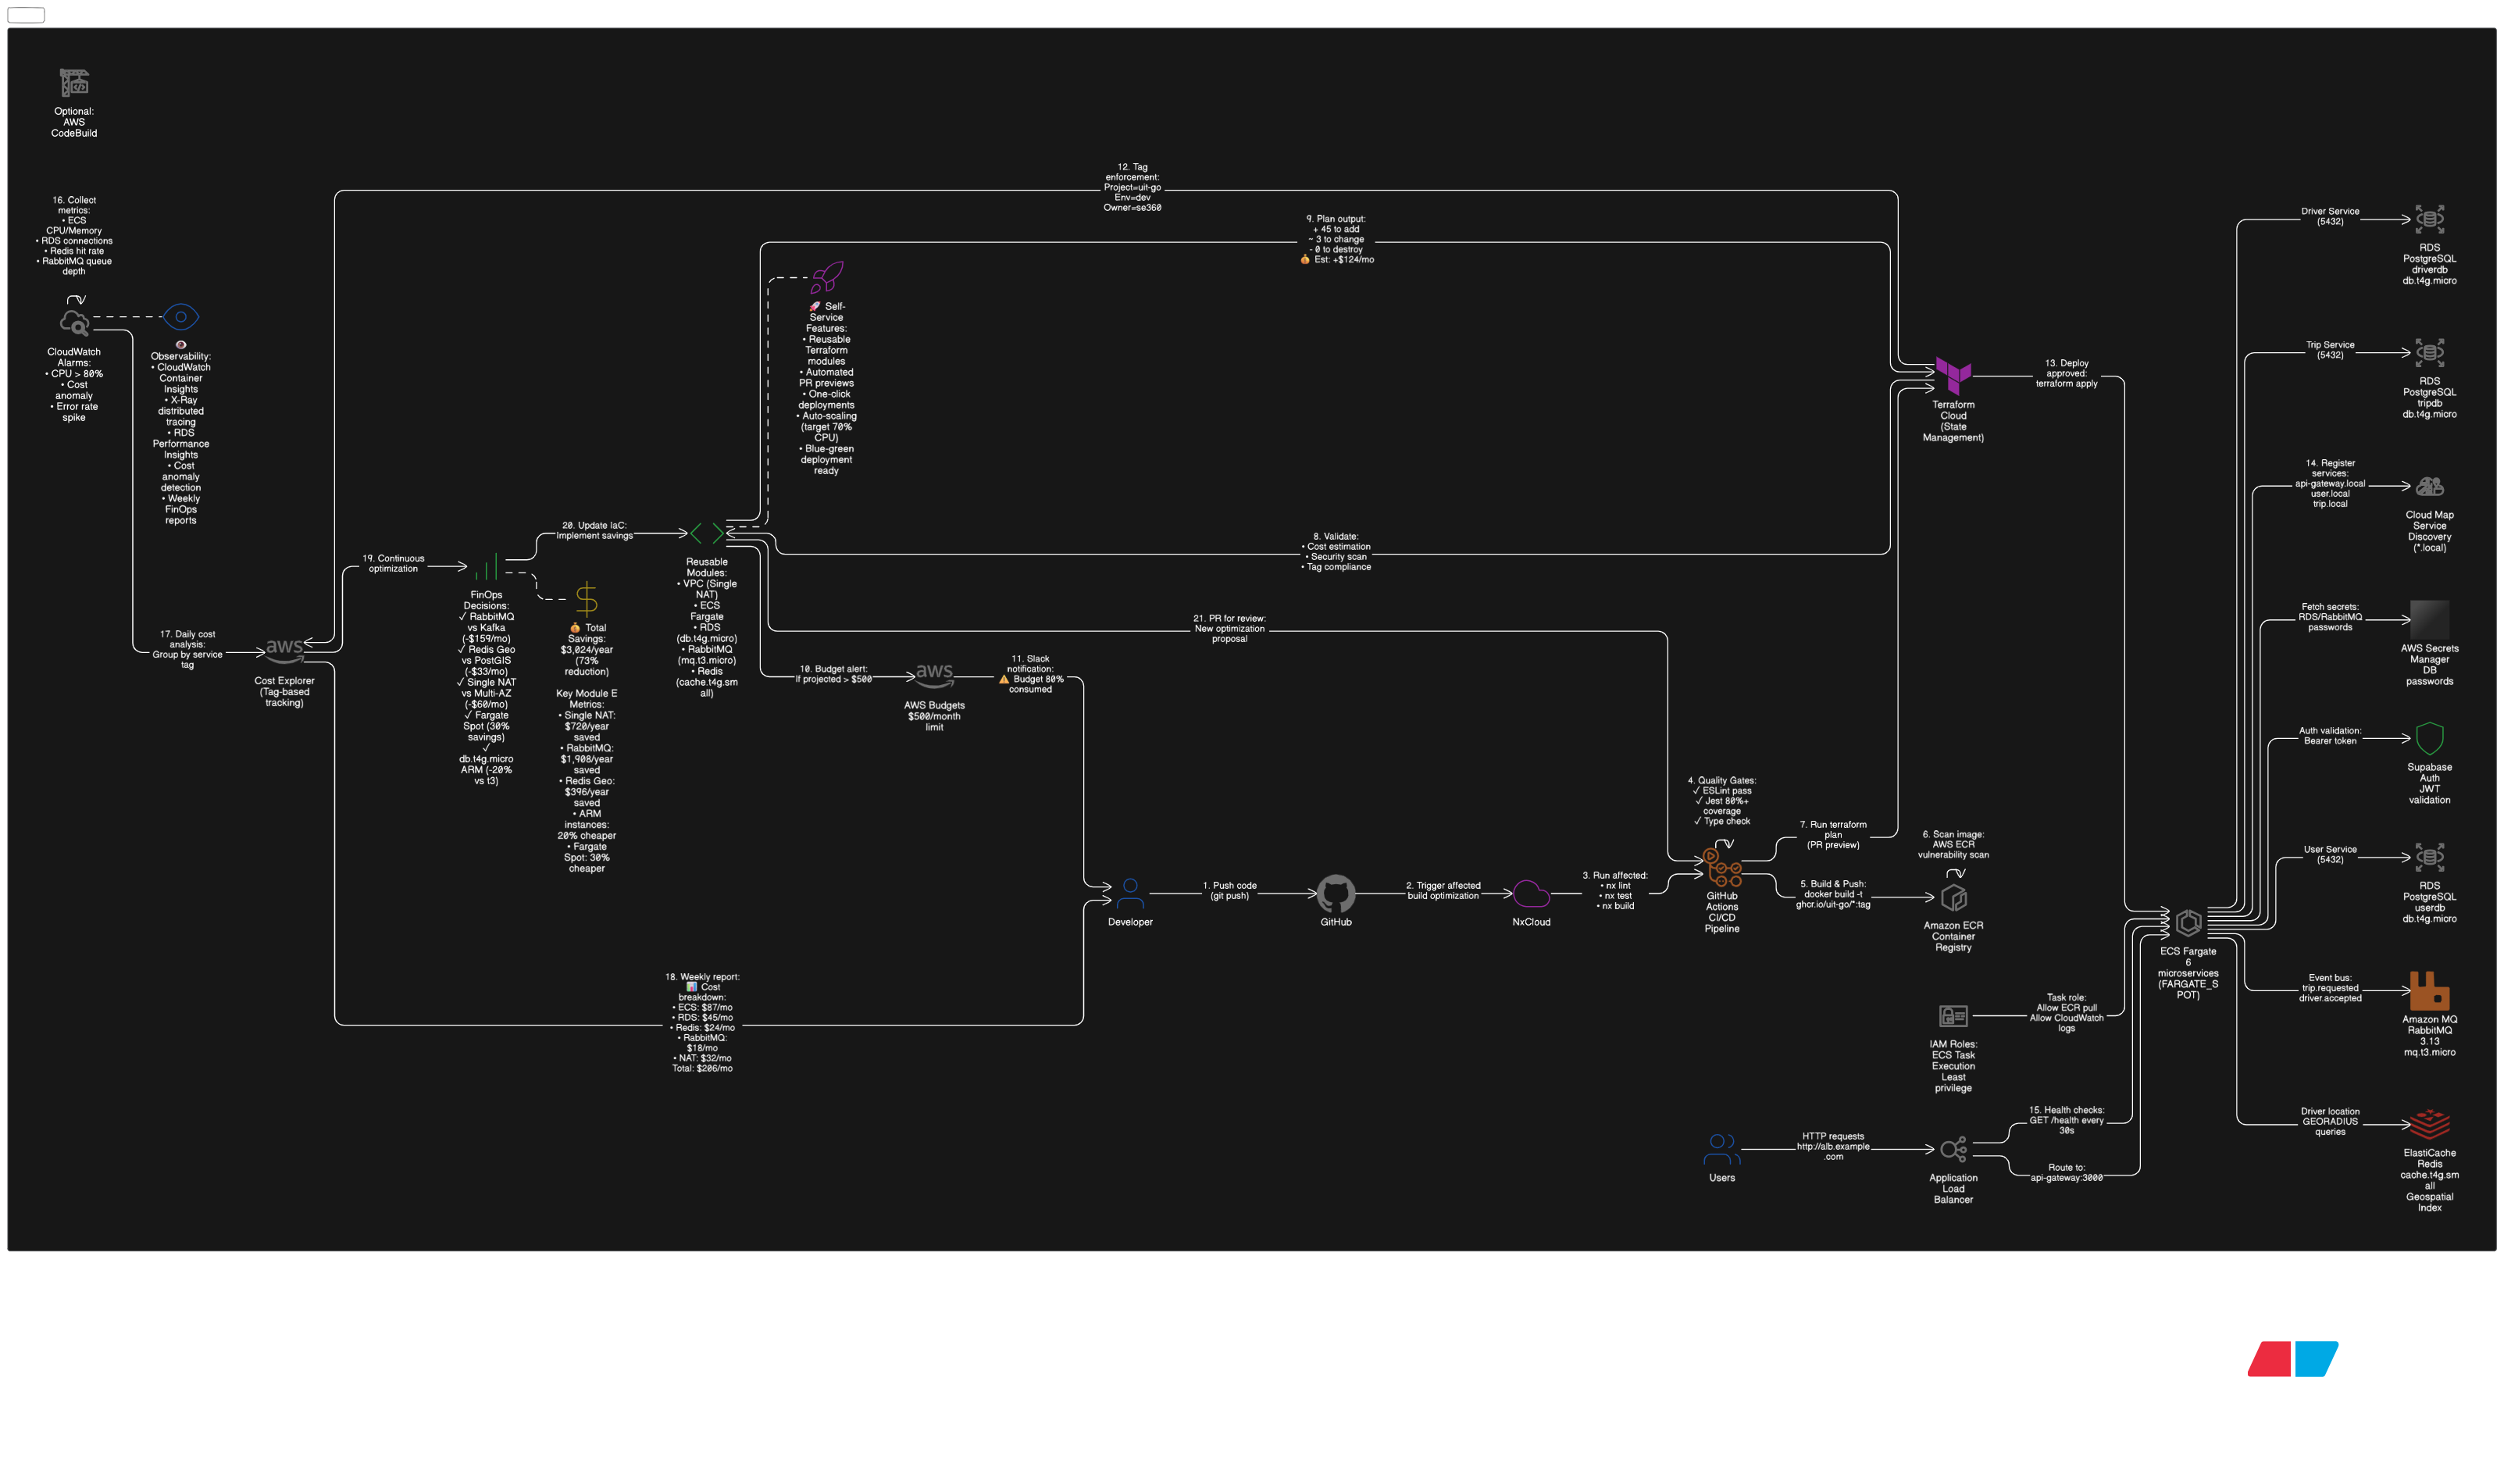 Optional:
AWS
CodeBuild
16. Collect
metrics:
• ECS
CPU/Memory
• RDS connections
• Redis hit rate
• RabbitMQ queue
depth
CloudWatch
Alarms:
• CPU > 80%
• Cost
anomaly
• Error rate
spike
👁️
Observability:
• CloudWatch
Container
Insights
• X-Ray
distributed
tracing
• RDS
Performance
Insights
• Cost
anomaly
detection
• Weekly
FinOps
reports
17. Daily cost
analysis:
Group by service
tag
aws
Cost Explorer
(Tag-based
tracking)
19. Continuous
optimization
FinOps
Decisions:
✓ RabbitMQ
vs Kafka
(-$159/mo)
✓ Redis Geo
vs PostGIS
(-$33/mo)
✓ Single NAT
vs Multi-AZ
(-$60/mo)
✓ Fargate
Spot (30%
savings)
✓
db.t4g.micro
ARM (-20%
vs t3)
20. Update IaC:
Implement savings
💰 Total
Savings:
$3,024/year
(73%
reduction)
Key Module E
Metrics:
• Single NAT:
$720/year
saved
• RabbitMQ:
$1,908/year
saved
• Redis Geo:
$396/year
saved
• ARM
instances:
20% cheaper
• Fargate
Spot: 30%
cheaper
Reusable
Modules:
• VPC (Single
NAT)
• ECS
Fargate
• RDS
(db.t4g.micro)
• RabbitMQ
(mq.t3.micro)
• Redis
(cache.t4g.sm
all)
🚀 Self-
Service
Features:
• Reusable
Terraform
modules
• Automated
PR previews
• One-click
deployments
• Auto-scaling
(target 70%
CPU)
• Blue-green
deployment
ready
12. Tag
enforcement:
Project=uit-go
Env=dev
Owner=se360
9. Plan output:
+ 45 to add
~ 3 to change
- 0 to destroy
💰 Est: +$124/mo
8. Validate:
• Cost estimation
• Security scan
• Tag compliance
21. PR for review:
New optimization
proposal
10. Budget alert:
If projected > $500
aws
AWS Budgets
$500/month
limit
11. Slack
notification:
⚠️ Budget 80%
consumed
18. Weekly report:
📊 Cost
breakdown:
• ECS: $87/mo
• RDS: $45/mo
• Redis: $24/mo
• RabbitMQ:
$18/mo
• NAT: $32/mo
Total: $206/mo
Developer
1. Push code
(git push)
GitHub
2. Trigger affected
build optimization
NxCloud
3. Run affected:
• nx lint
• nx test
• nx build
4. Quality Gates:
✓ ESLint pass
✓ Jest 80%+
coverage
✓ Type check
GitHub
Actions
CI/CD
Pipeline
7. Run terraform
plan
(PR preview)
5. Build & Push:
docker build -t
ghcr.io/uit-go/*:tag
6. Scan image:
AWS ECR
vulnerability scan
Amazon ECR
Container
Registry
Terraform
Cloud
(State
Management)
13. Deploy
approved:
terraform apply
IAM Roles:
ECS Task
Execution
Least
privilege
Task role:
Allow ECR pull
Allow CloudWatch
logs
Users
HTTP requests
http://alb.example
.com
Application
Load
Balancer
15. Health checks:
GET /health every
30s
Route to:
api-gateway:3000
ECS Fargate
6
microservices
(FARGATE_S
POT)
Driver Service
(5432)
RDS
PostgreSQL
driverdb
db.t4g.micro
Trip Service
(5432)
RDS
PostgreSQL
tripdb
db.t4g.micro
14. Register
services:
api-gateway.local
user.local
trip.local
Cloud Map
Service
Discovery
(*.local)
Fetch secrets:
RDS/RabbitMQ
passwords
AWS Secrets
Manager
DB
passwords
Auth validation:
Bearer token
Supabase
Auth
JWT
validation
User Service
(5432)
RDS
PostgreSQL
userdb
db.t4g.micro
Event bus:
trip.requested
driver.accepted
Amazon MQ
RabbitMQ
3.13
mq.t3.micro
Driver location
GEORADIUS
queries
ElastiCache
Redis
cache.t4g.sm
all
Geospatial
Index